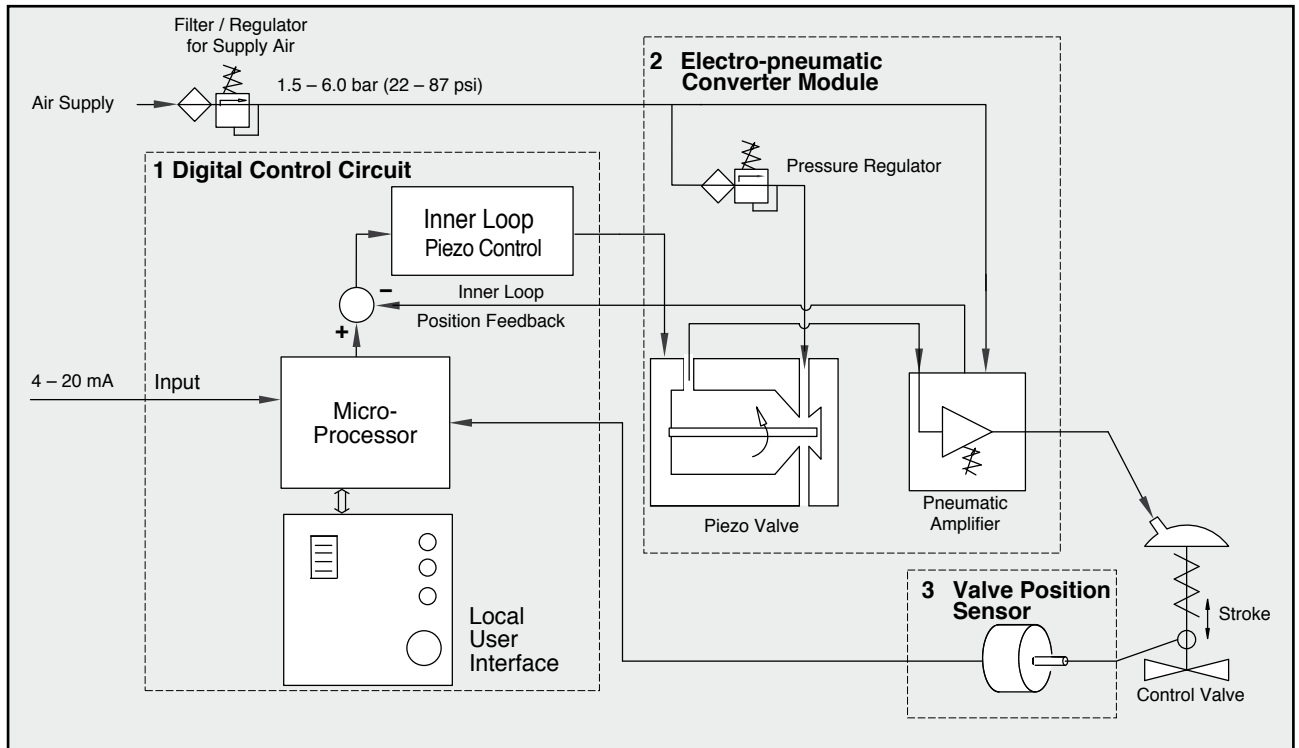 Filter / Regulator
for Supply Air
Air Supply
1.5 – 6.0 bar (22 – 87 psi)
2 Electro-pneumatic
Converter Module
Pressure Regulator
1 Digital Control Circuit
Inner Loop
Piezo Control
–
+
Inner Loop
Position Feedback
4 – 20 mA
Input
Micro-
Processor
Piezo Valve
Pneumatic
Amplifier
Local
User
Interface
3 Valve Position
Sensor
Stroke
Control Valve